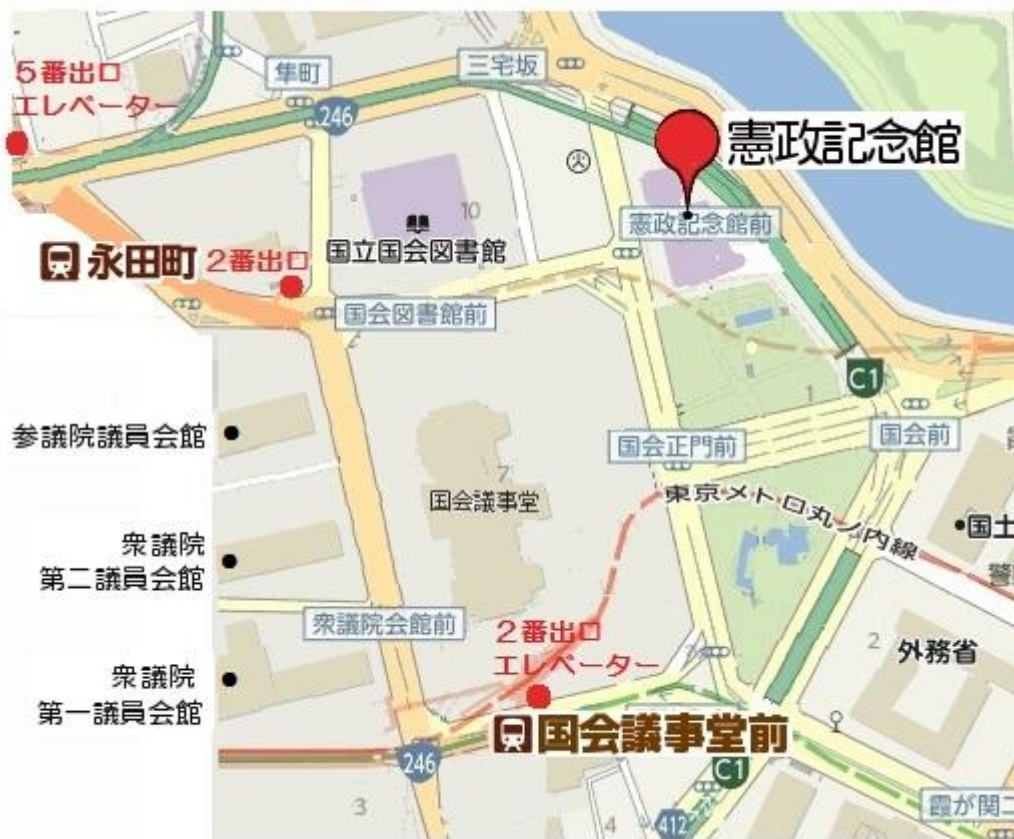 5番出口
エレベーター
隼町
三宅坂
246
憲政記念館
10
憲政記念館前
永田町
2番出口
国立国会図書館
国会図書館前
1
C1
参議院議員会館
国会正門前
国会前
7
国会議事堂
東京メトロ丸ノ内線
国土
警
衆議院
第二議員会館
衆議院会館前
2番出口
エレベーター
2
外務省
衆議院
第一議員会館
国会議事堂前
246
C1
3
4
412
霞が関二